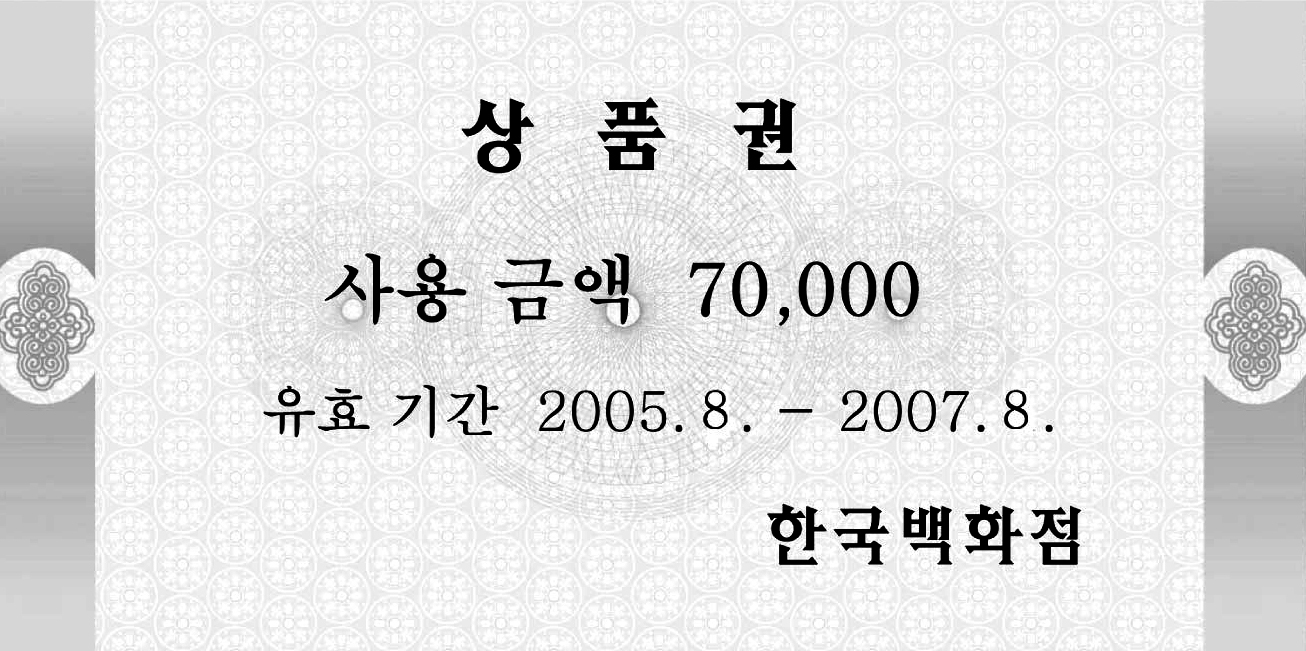 상 품 권
사용 금액 70,000
유효 기간 2005. 8. - 2007. 8.
한국백화점